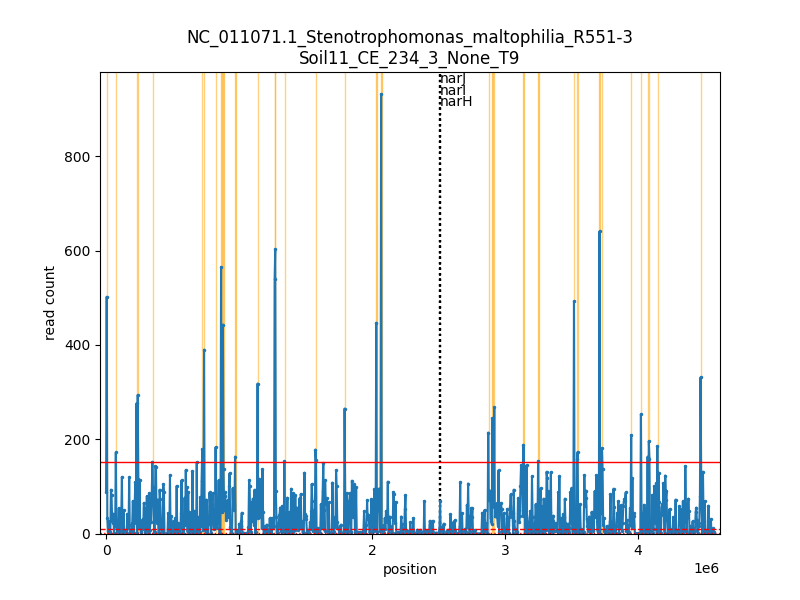 NC_011071.1_Stenotrophomonas_maltophilia_R551-3
Soil11_CE_234_3_None_T9
narJ
narI
narH
800
600
400
200
0
read count
0 1 2 3 4
1e6
position